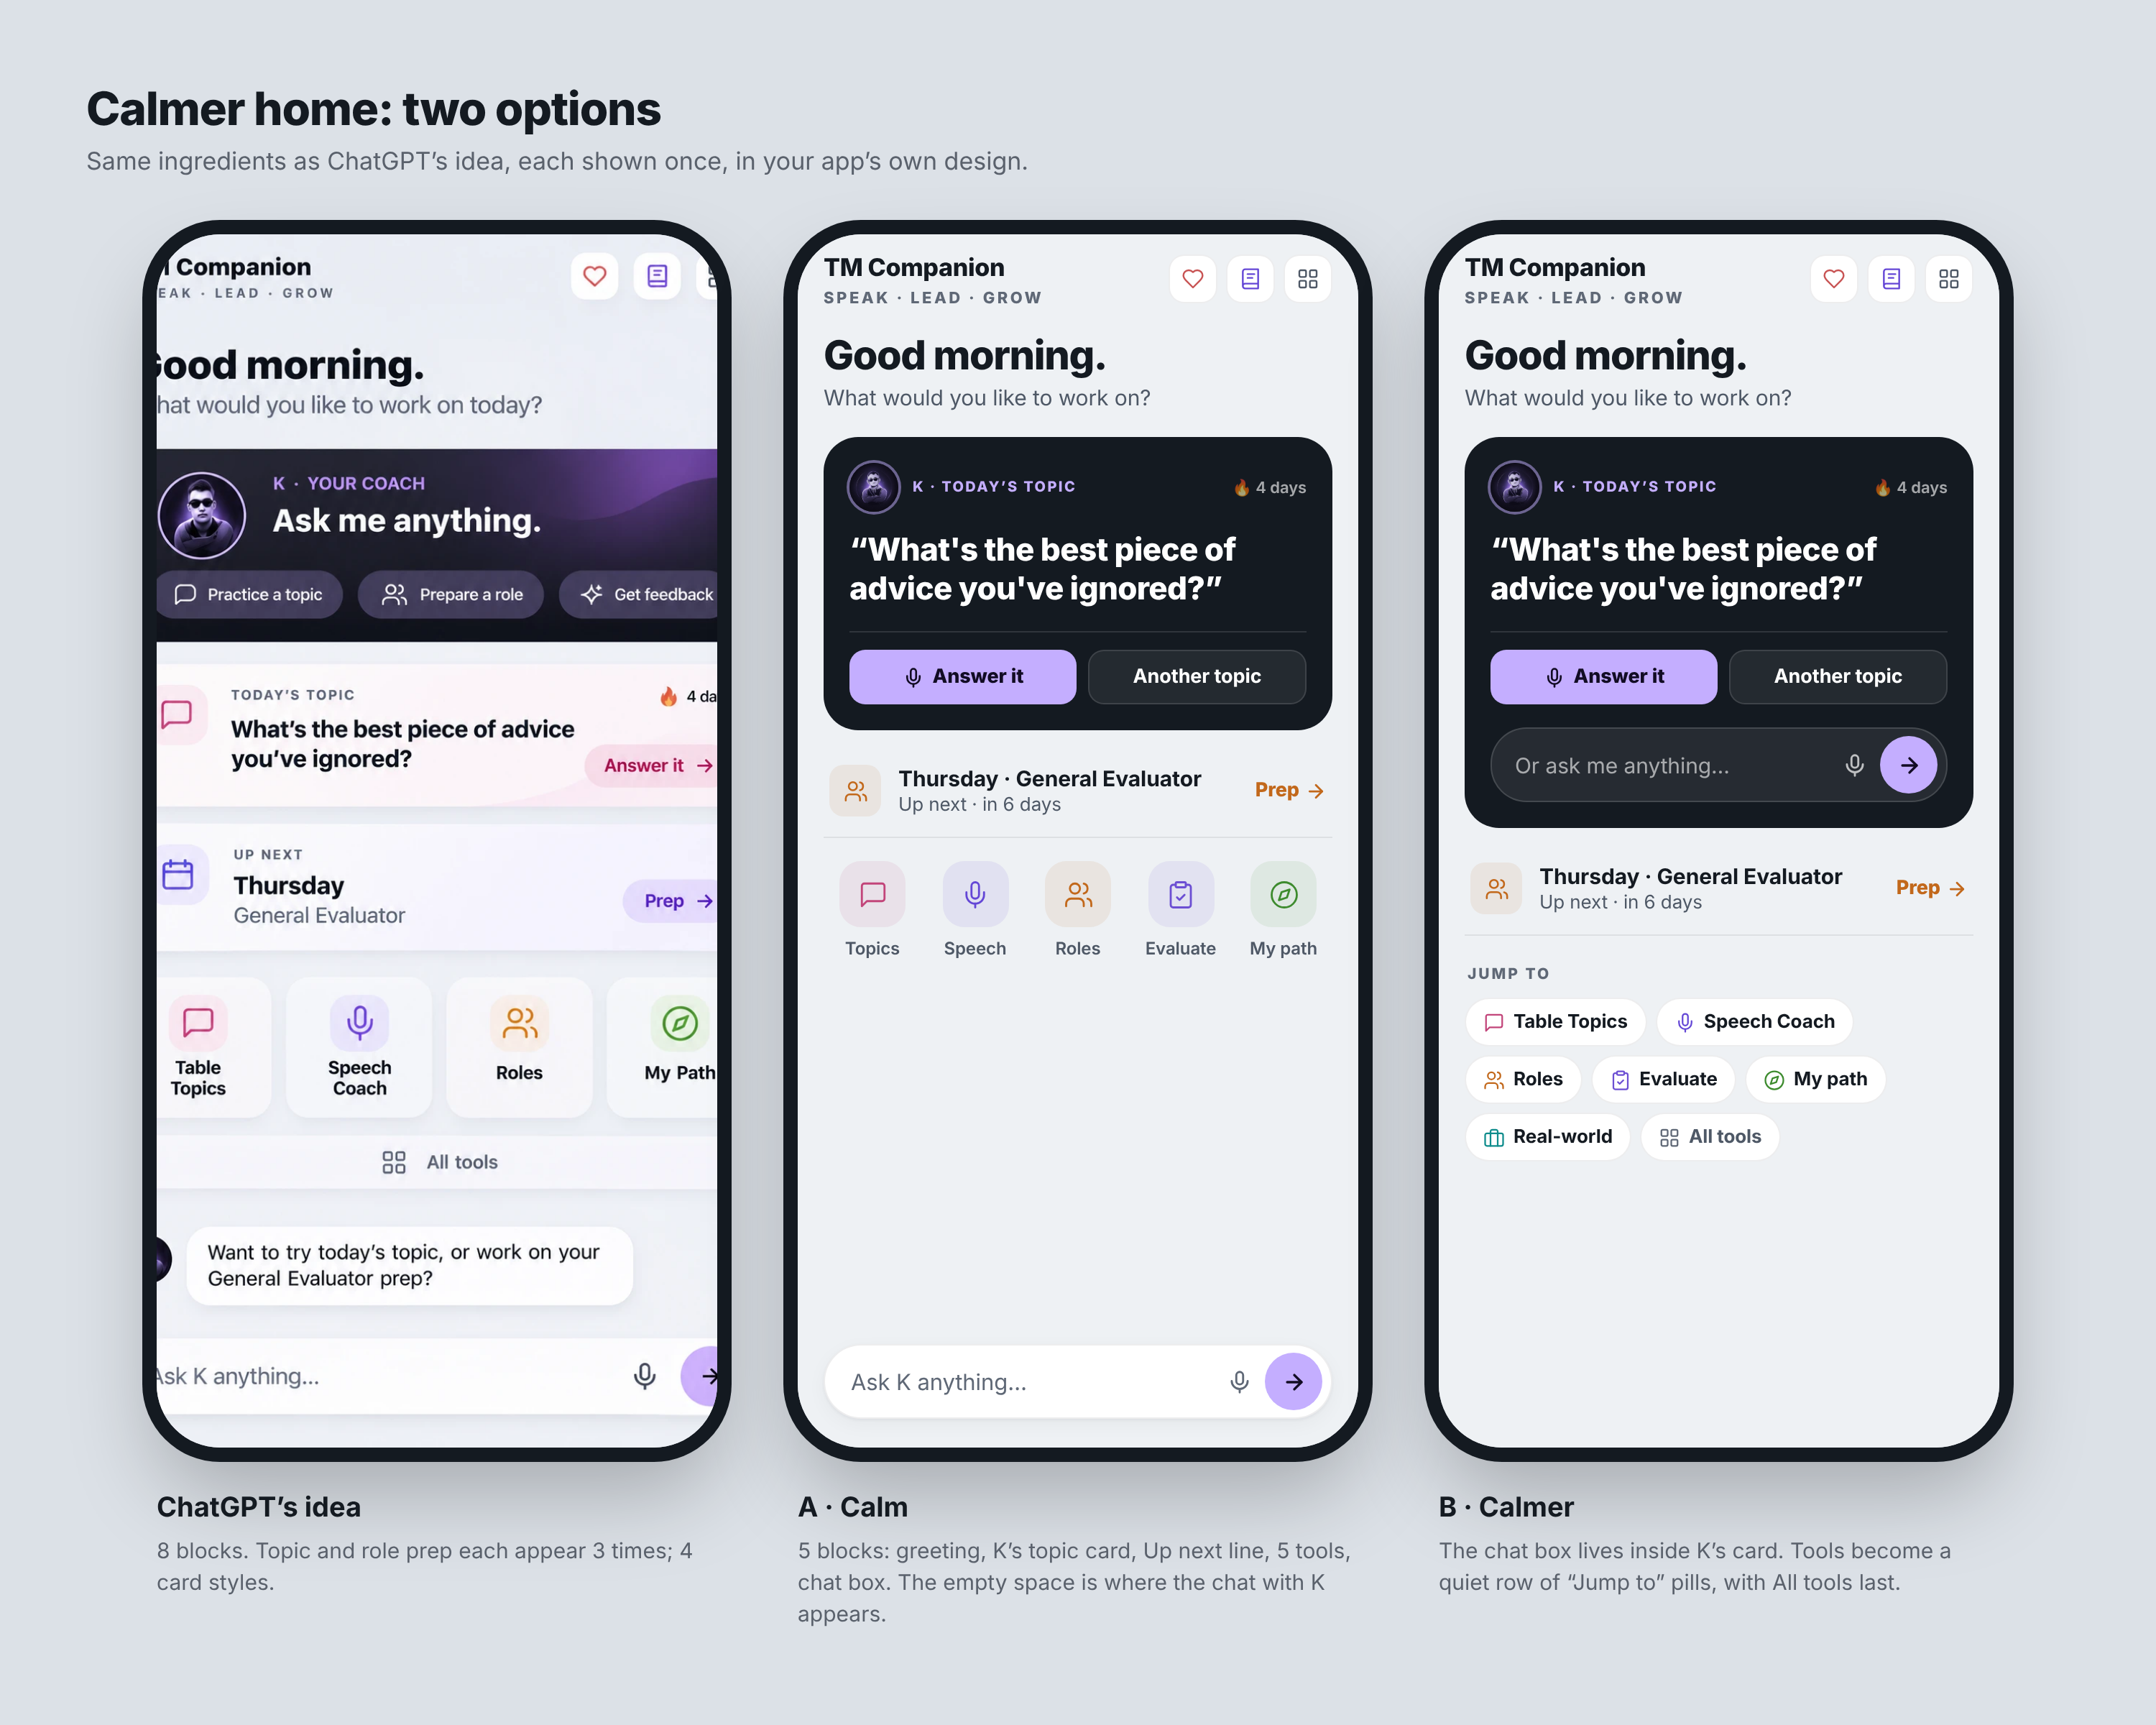 Calmer home: two options
Same ingredients as ChatGPT’s idea, each shown once, in your app’s own design.
Companion
EAK · LEAD · GROW
Good morning.
hat would you like to work on today?
K · YOUR COACH
Ask me anything.
Practice a topic
Prepare a role
Get feedback
TODAY’S TOPIC
🔥 4 da
What’s the best piece of advice
you’ve ignored?
Answer it →
UP NEXT
Thursday
General Evaluator
Prep →
Table
Topics
Speech
Coach
Roles
My Path
All tools
Want to try today’s topic, or work on your
General Evaluator prep?
Ask K anything...
ChatGPT’s idea
8 blocks. Topic and role prep each appear 3 times; 4
card styles.
TM Companion
SPEAK · LEAD · GROW
Good morning.
What would you like to work on?
K · TODAY’S TOPIC
🔥 4 days
“What's the best piece of
advice you've ignored?”
Answer it
Another topic
Thursday · General Evaluator
Up next · in 6 days
Prep →
Topics
Speech
Roles
Evaluate
My path
Ask K anything...
A · Calm
5 blocks: greeting, K’s topic card, Up next line, 5 tools,
chat box. The empty space is where the chat with K
appears.
TM Companion
SPEAK · LEAD · GROW
Good morning.
What would you like to work on?
K · TODAY’S TOPIC
🔥 4 days
“What's the best piece of
advice you've ignored?”
Answer it
Another topic
Or ask me anything...
Thursday · General Evaluator
Up next · in 6 days
Prep →
JUMP TO
Table Topics
Speech Coach
Roles
Evaluate
My path
Real-world
All tools
B · Calmer
The chat box lives inside K’s card. Tools become a
quiet row of “Jump to” pills, with All tools last.